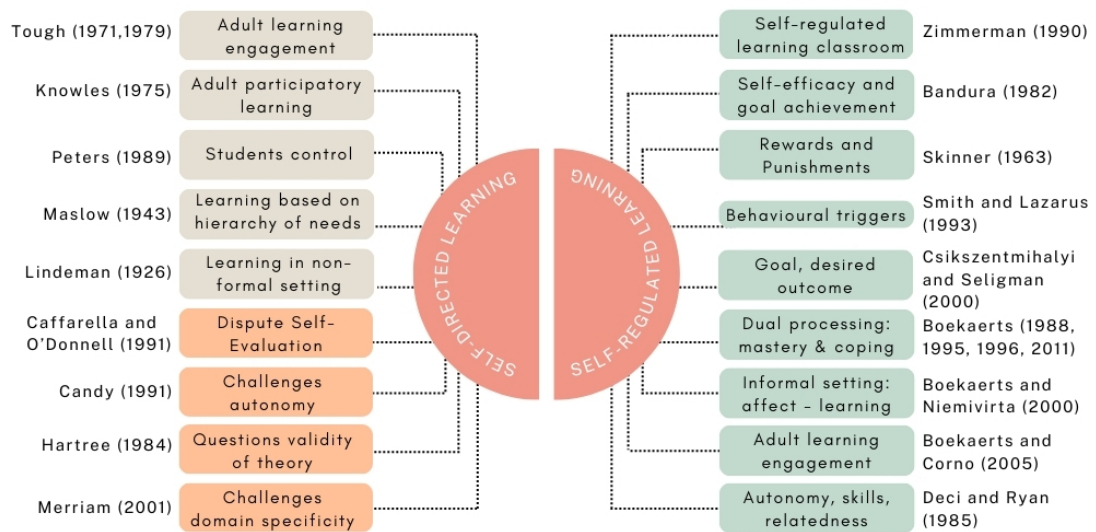 Tough (1971,1979)
Adult learning
engagement
Knowles (1975)
Adult participatory
learning
Peters (1989)
Students control
Maslow (1943)
Learning based on
hierarchy of needs
Lindeman (1926)
Learning in non-
formal setting
Caffarella and
O'Donnell (1991)
Dispute Self-
Evaluation
Candy (1991)
Challenges
autonomy
Hartree (1984)
Questions validity
of theory
Merriam (2001)
Challenges
domain specificity
SELF-DIRECTED LEARNING
SELF-REGULATED LEARNING
Self-regulated
learning classroom
Zimmerman (1990)
Self-efficacy and
goal achievement
Bandura (1982)
Rewards and
Punishments
Skinner (1963)
Behavioural triggers
Smith and Lazarus
(1993)
Goal, desired
outcome
Csikszentmihalyi
and Seligman
(2000)
Dual processing:
mastery & coping
Boekaerts (1988,
1995, 1996, 2011)
Informal setting:
affect - learning
Boekaerts and
Niemivirta (2000)
Adult learning
engagement
Boekaerts and
Corno (2005)
Autonomy, skills,
relatedness
Deci and Ryan
(1985)